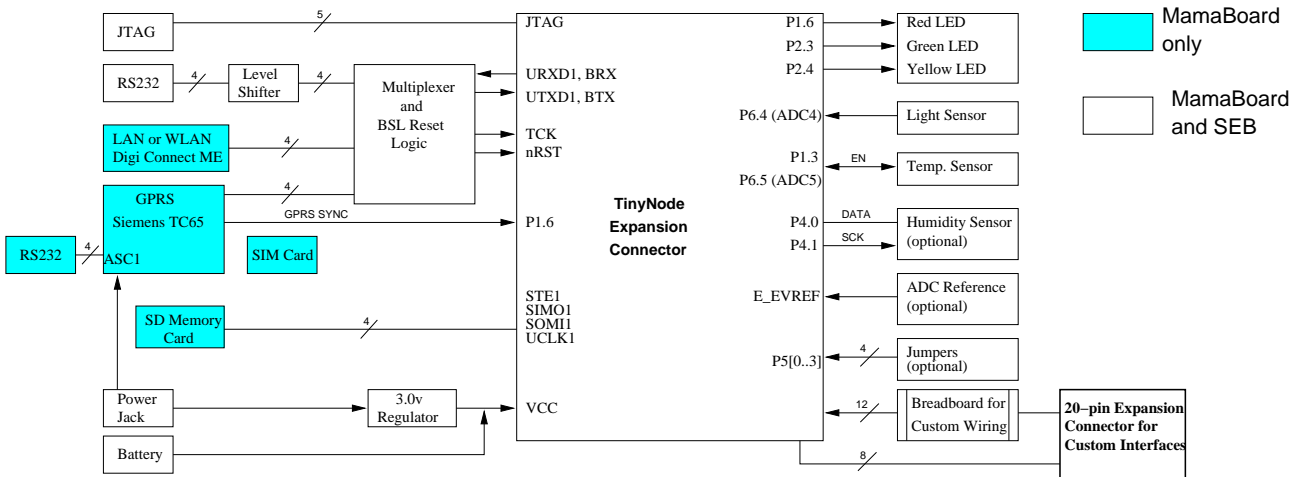 JTAG
5
JTAG
RS232
4
Level
Shifter
4
Multiplexer
and
BSL Reset
Logic
URXD1, BRX
UTXD1, BTX
TCK
nRST
LAN or WLAN
Digi Connect ME
4
GPRS
Siemens TC65
ASC1
4
GPRS SYNC
P1.6
RS232
4
SIM Card
SD Memory
Card
4
STE1
SIMO1
SOMI1
UCLK1
Power
Jack
3.0v
Regulator
VCC
Battery
TinyNode
Expansion
Connector
P1.6
Red LED
P2.3
Green LED
P2.4
Yellow LED
P6.4 (ADC4)
Light Sensor
P1.3
P6.5 (ADC5)
EN
Temp. Sensor
P4.0
DATA
P4.1
SCK
Humidity Sensor
(optional)
E_EVREF
ADC Reference
(optional)
P5[0..3]
4
Jumpers
(optional)
12
Breadboard for
Custom Wiring
8
20−pin Expansion
Connector for
Custom Interfaces
MamaBoard
only
MamaBoard
and SEB